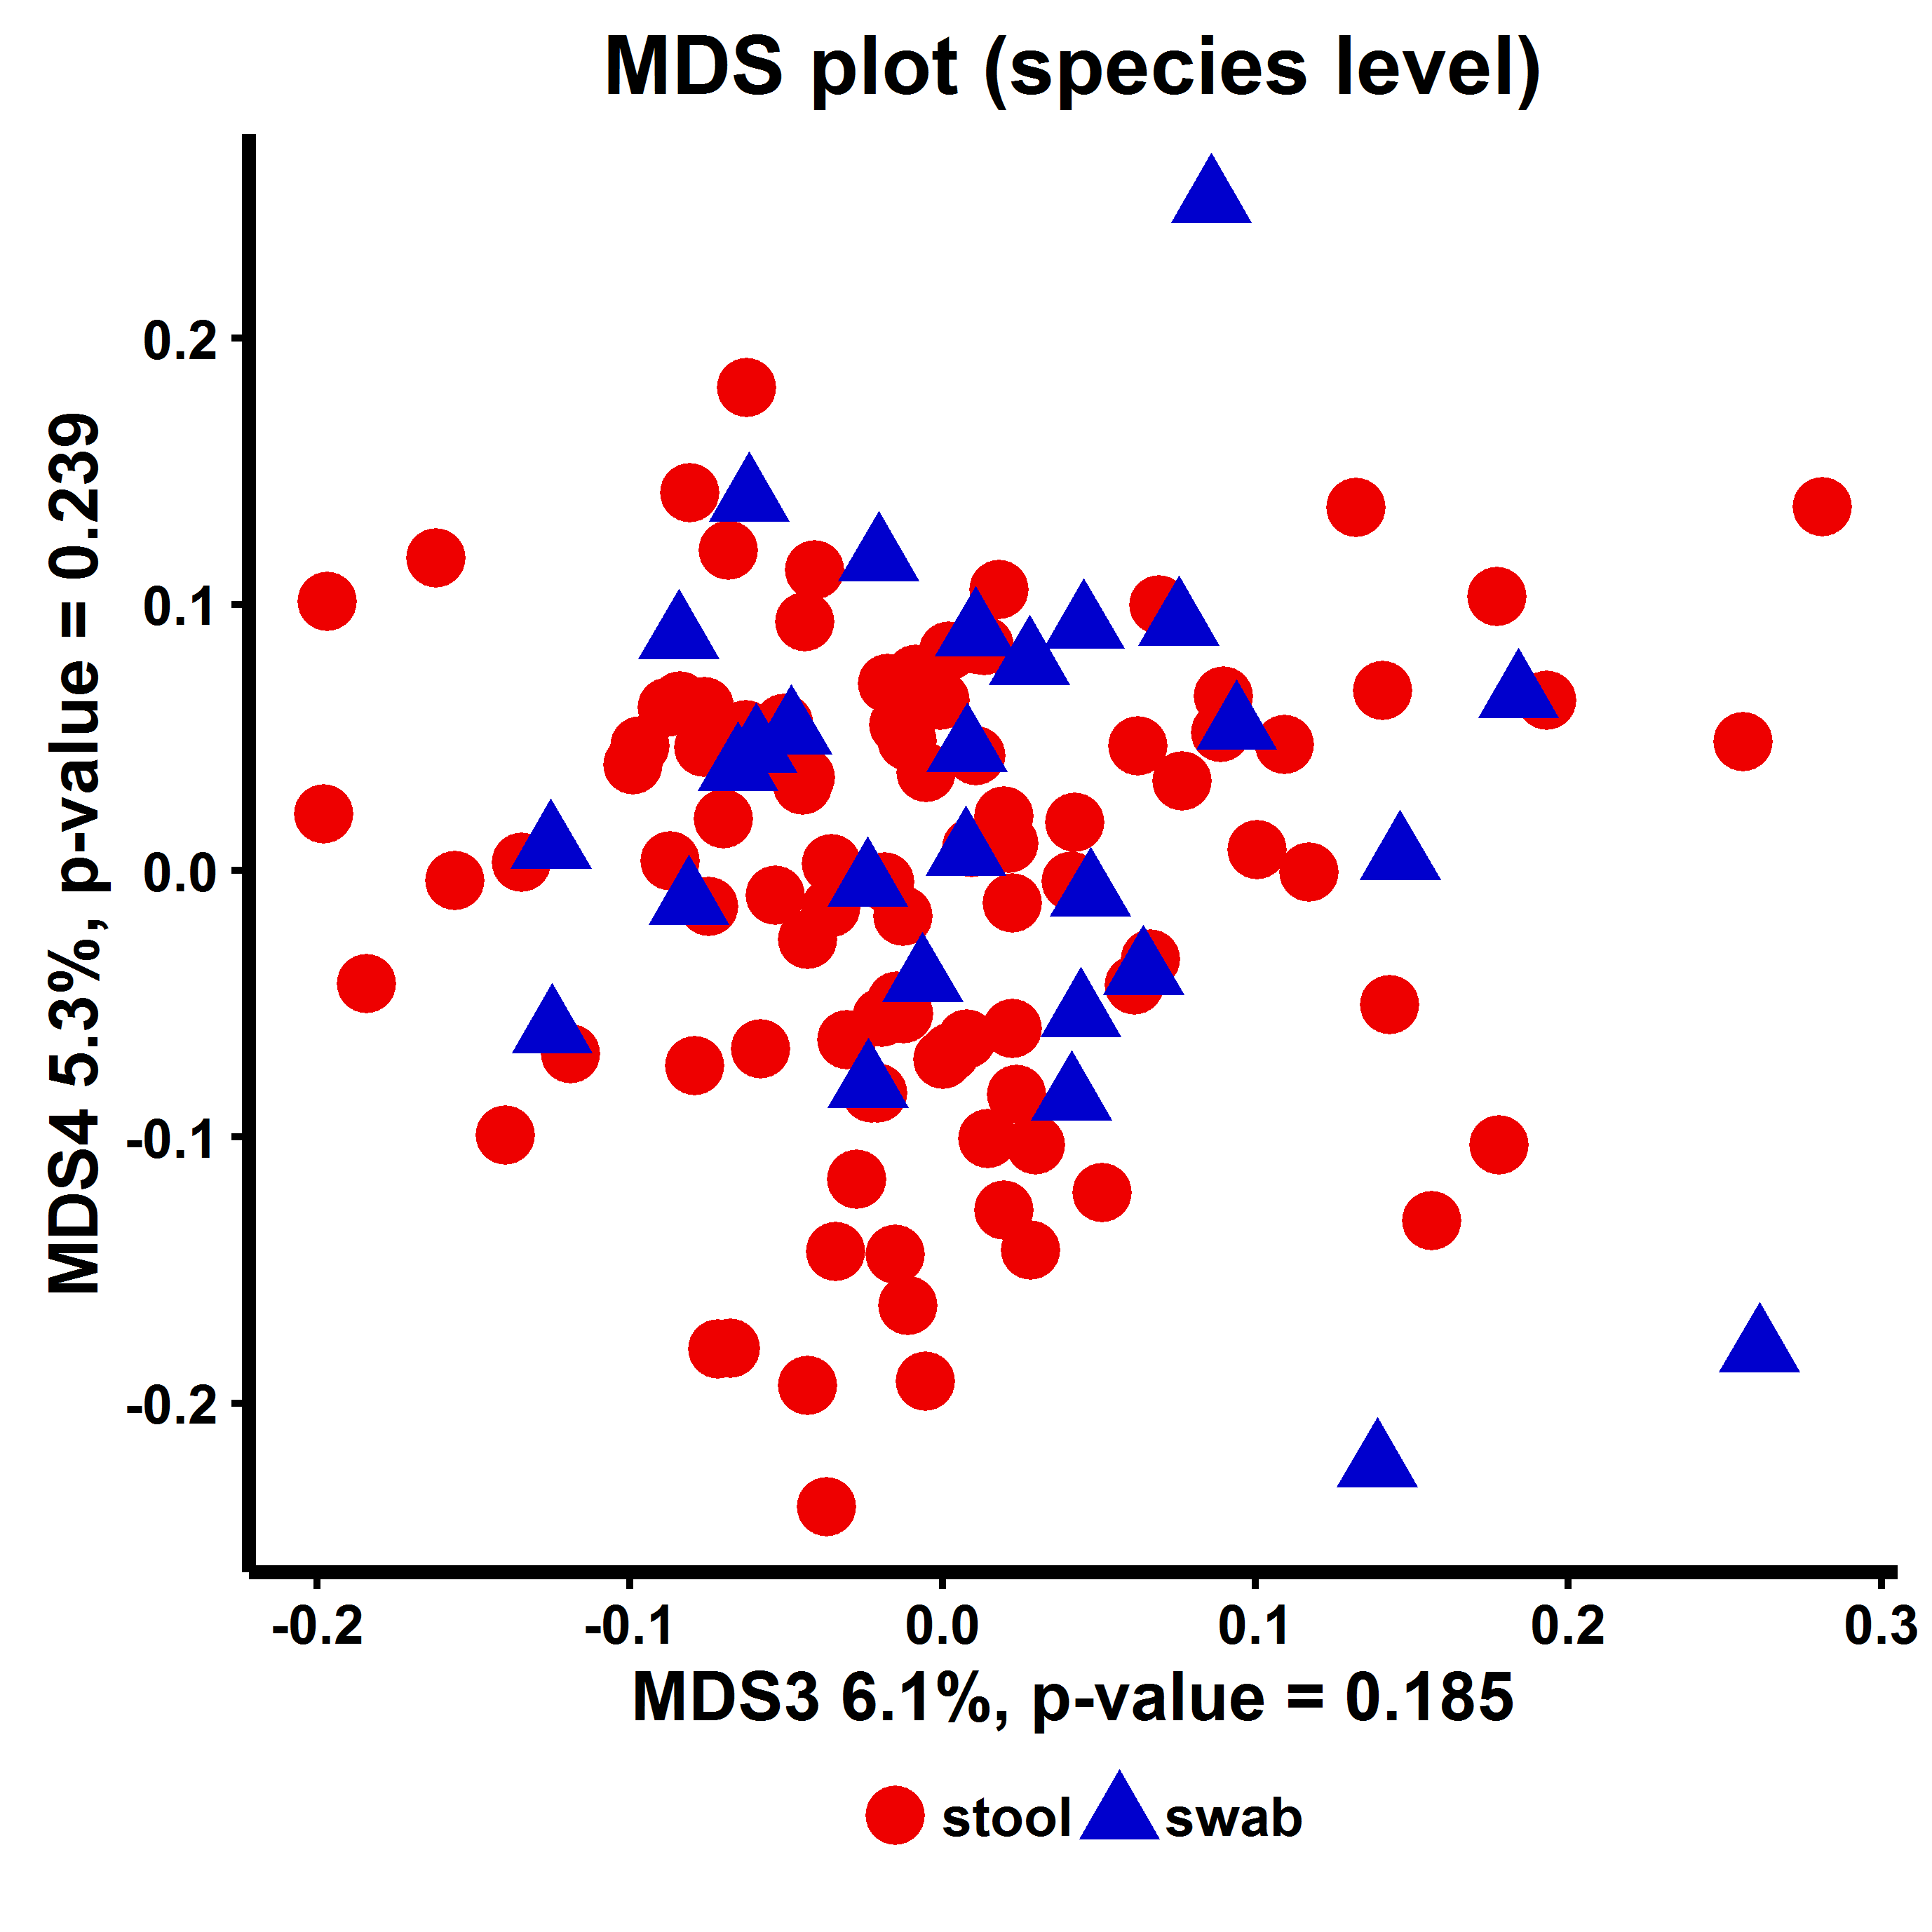 MDS plot (species level)
MDS4 5.3%, p-value = 0.239
0.2
0.1
0.0
-0.1
-0.2
-0.2 -0.1 0.0 0.1 0.2 0.3
MDS3 6.1%, p-value = 0.185
stool swab